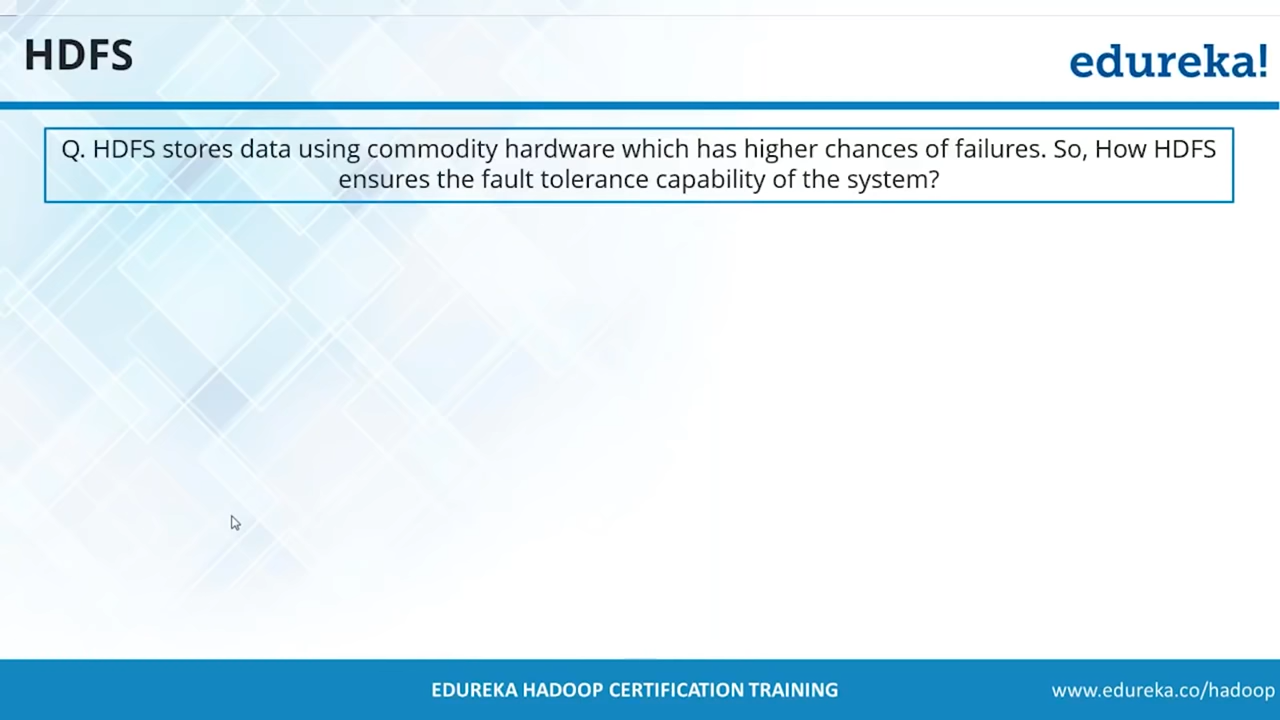 HDFS
edureka!
Q. HDFS stores data using commodity hardware which has higher chances of failures. So, How HDFS
ensures the fault tolerance capability of the system?
EDUREKA HADOOP CERTIFICATION TRAINING
www.edureka.co/hadoop